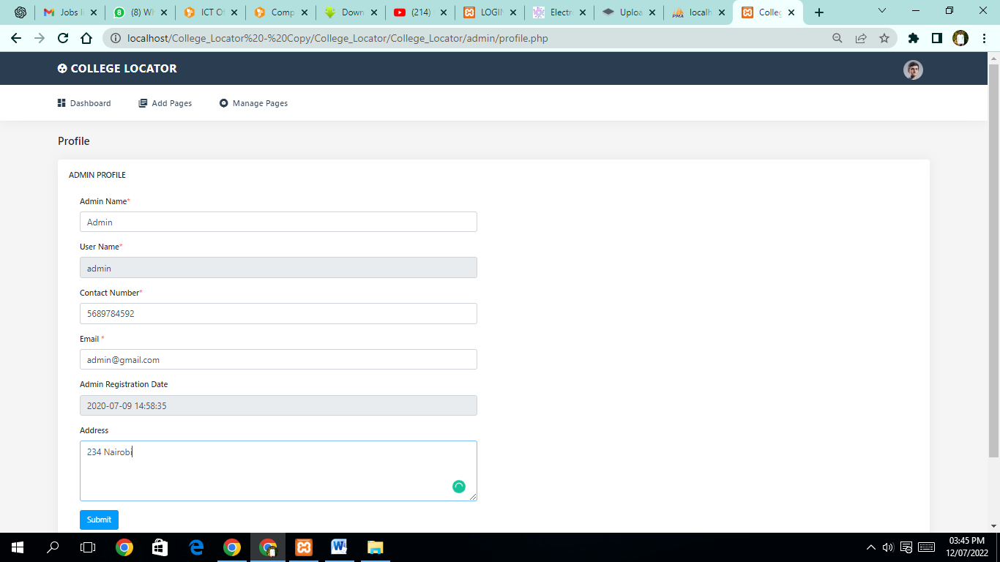 Jobs I
(8) W
ICT O
Comp
Down
(214)
LOGI
Electr
Uploa
localh
Colleg
localhost/College_Locator%20-%20Copy/College_Locator/College_Locator/admin/profile.php
COLLEGE LOCATOR
Dashboard
Add Pages
Manage Pages
Profile
ADMIN PROFILE
Admin Name*
Admin
User Name*
admin
Contact Number*
5689784592
Email *
admin@gmail.com
Admin Registration Date
2020-07-09 14:58:35
Address
234 Nairobi
Submit
03:45 PM
12/07/2022